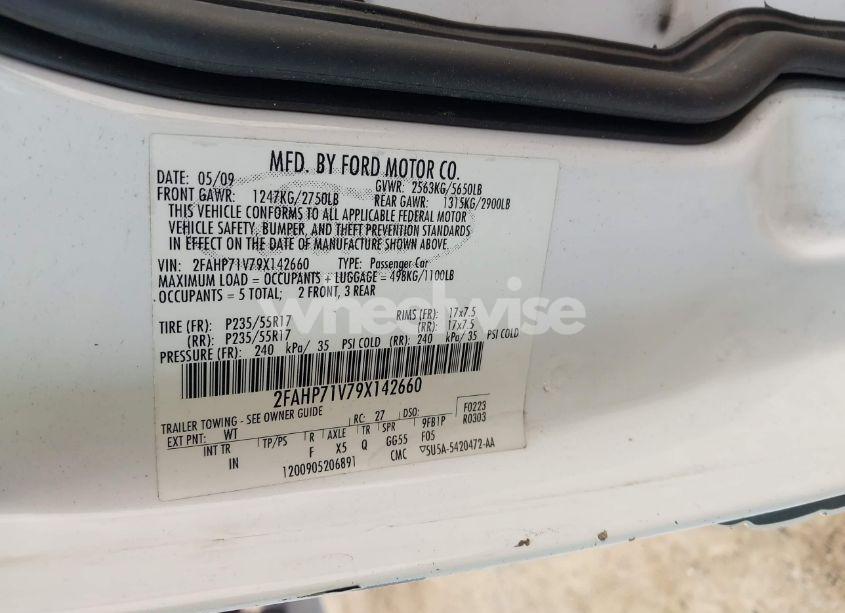 MFD. BY FORD MOTOR CO.
DATE: 05/09 GVWR: 2563KG/5650LB
FRONT GAWR: 1247KG/2750LB REAR GAWR: 1315KG/2900LB
THIS VEHICLE CONFORMS TO ALL APPLICABLE FEDERAL MOTOR
VEHICLE SAFETY, BUMPER, AND THEFT PREVENTION STANDARDS
IN EFFECT ON THE DATE OF MANUFACTURE SHOWN ABOVE.
VIN: 2FAHP71V79X142660 TYPE: Passenger Car
MAXIMUM LOAD = OCCUPANTS + LUGGAGE = 498KG/1100LB
OCCUPANTS = 5 TOTAL; 2 FRONT, 3 REAR
wheelwise
TIRE (FR): P235/55R17 RIMS (FR): 17x7.5
(RR): P235/55R17 (RR): 17x7.5
PRESSURE (FR): 240 kPa/ 35 PSI COLD (RR): 240 kPa/ 35 PSI COLD
2FAHP71V79X142660
TRAILER TOWING - SEE OWNER GUIDE RC: 27 DSO: F0223
EXT PNT: WT 9FB1P R0303
INT TR TP/PS R AXLE TR SPR
IN F X5 Q GG55 F05
1200905206891 CMC ▽5U5A-5420472-AA